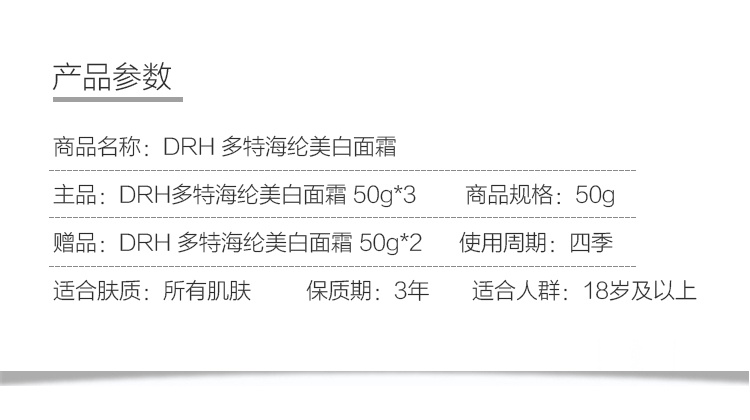 产品参数
商品名称：DRH 多特海纶美白面霜
主品：DRH多特海纶美白面霜 50g*3 商品规格：50g
赠品：DRH 多特海纶美白面霜 50g*2 使用周期：四季
适合肤质：所有肌肤 保质期：3年 适合人群：18岁及以上